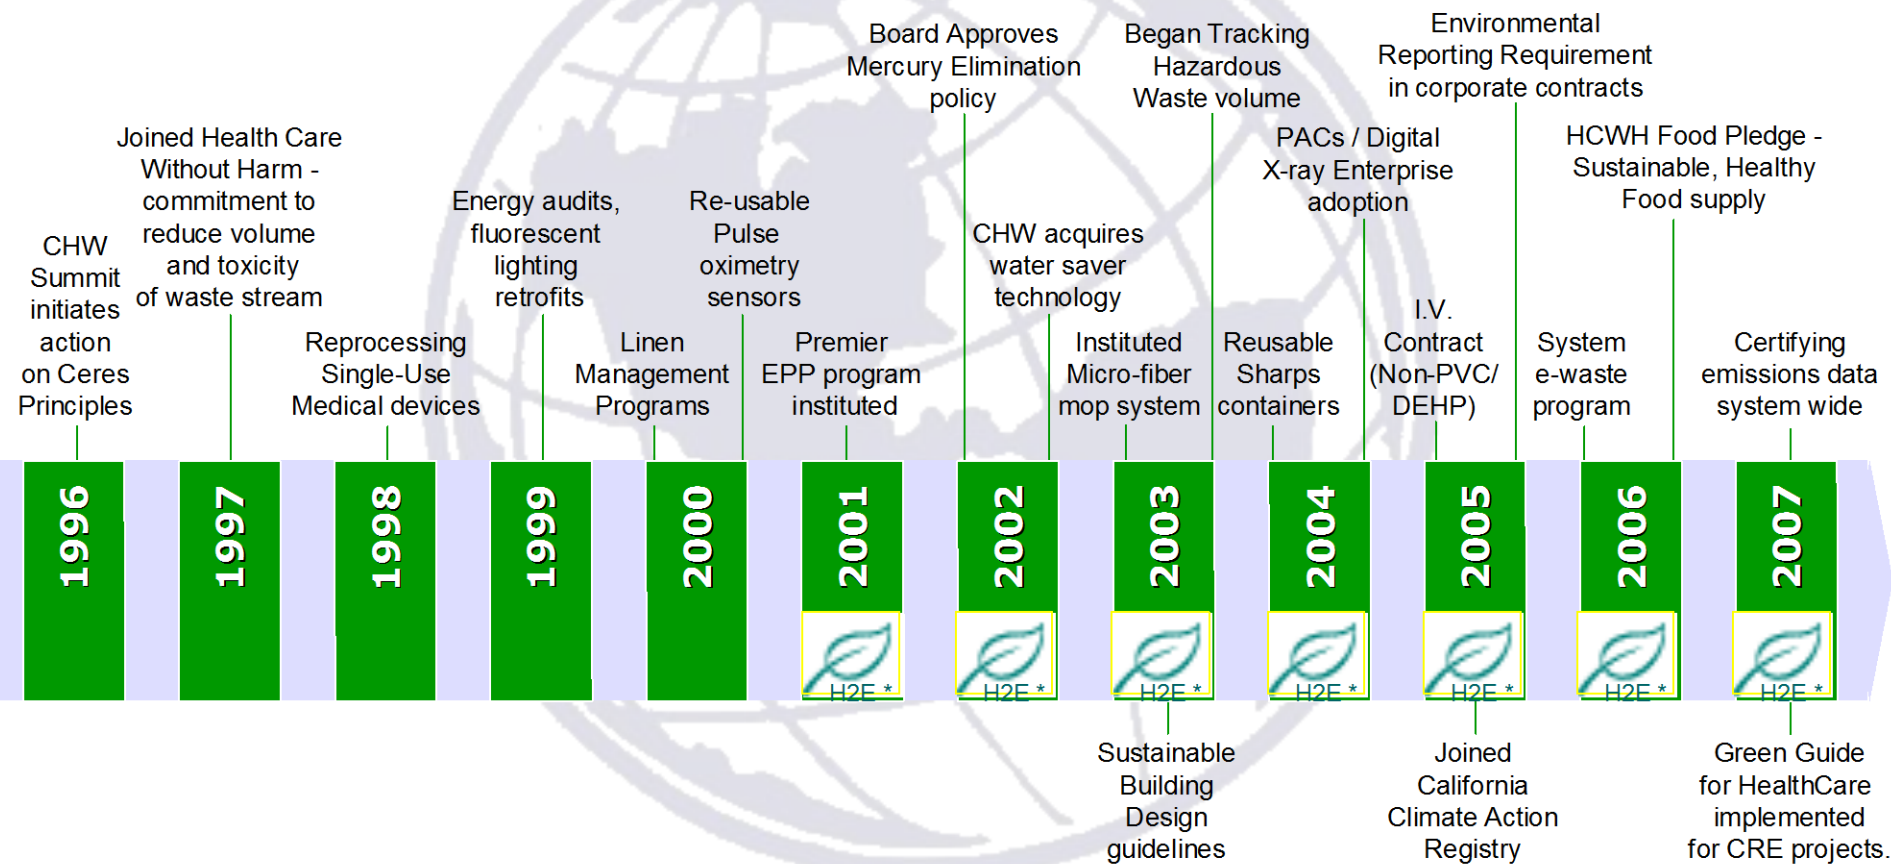 CHW
Summit
initiates
action
on Ceres
Principles
Joined Health Care
Without Harm -
commitment to
reduce volume
and toxicity
of waste stream
Reprocessing
Single-Use
Medical devices
Energy audits,
fluorescent
lighting
retrofits
Linen
Management
Programs
Re-usable
Pulse
oximetry
sensors
Premier
EPP program
instituted
Board Approves
Mercury Elimination
policy
CHW acquires
water saver
technology
Instituted
Micro-fiber
mop system
Began Tracking
Hazardous
Waste volume
Reusable
Sharps
containers
PACs / Digital
X-ray Enterprise
adoption
I.V.
Contract
(Non-PVC/
DEHP)
Environmental
Reporting Requirement
in corporate contracts
System
e-waste
program
HCWH Food Pledge -
Sustainable, Healthy
Food supply
Certifying
emissions data
system wide
1996
1997
1998
1999
2000
2001
2002
2003
2004
2005
2006
2007
H2E *
H2E *
H2E *
H2E *
H2E *
H2E *
H2E *
Sustainable
Building
Design
guidelines
Joined
California
Climate Action
Registry
Green Guide
for HealthCare
implemented
for CRE projects.